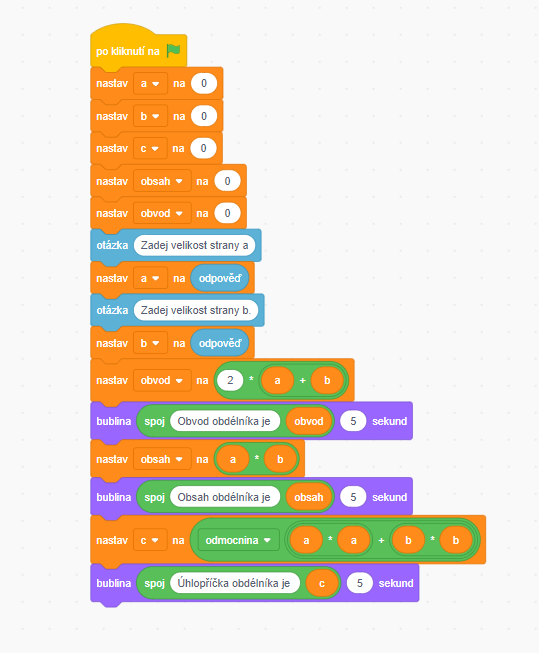 po kliknutí na
nastav a na 0
nastav b na 0
nastav c na 0
nastav obsah na 0
nastav obvod na 0
otázka Zadej velikost strany a
nastav a na odpověď
otázka Zadej velikost strany b.
nastav b na odpověď
nastav obvod na 2 * a + b
bublina spoj Obvod obdélníka je obvod 5 sekund
nastav obsah na a * b
bublina spoj Obsah obdélníka je obsah 5 sekund
nastav c na odmocnina a * a + b * b
bublina spoj Úhlopříčka obdélníka je c 5 sekund